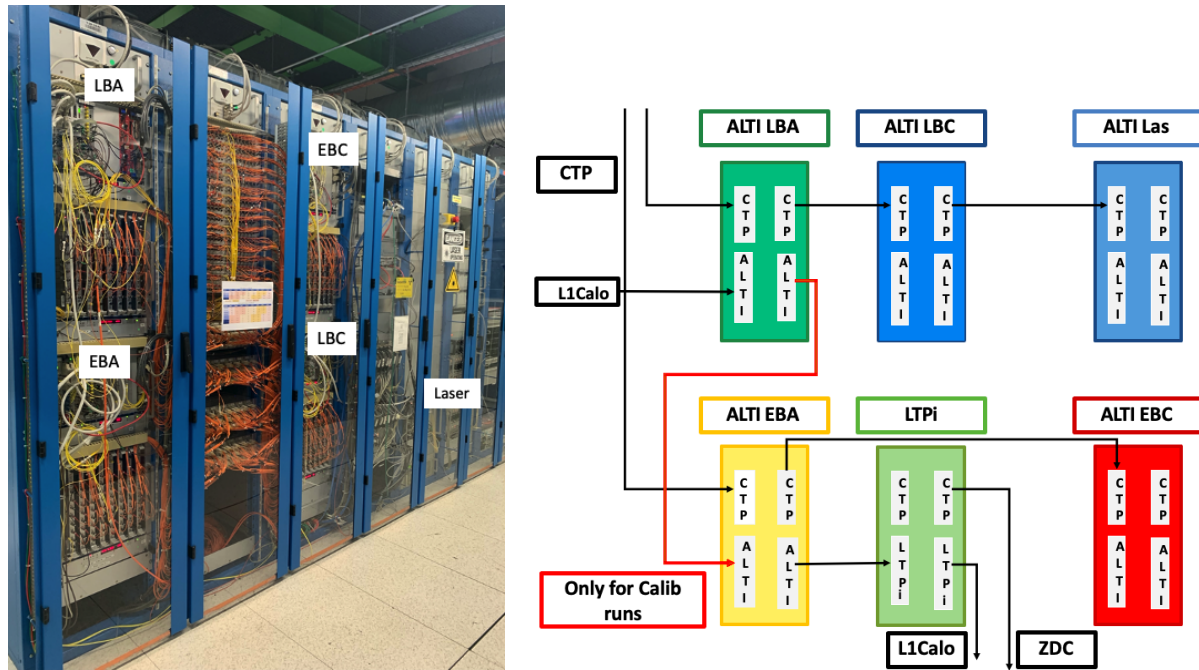 LBA
EBC
DANGER
LBC
EBA
Laser
CTP
L1Calo
ALTI LBA
ALTI LBC
ALTI Las
CTP
CTP
CTP
CTP
CTP
CTP
ALTI
ALTI
ALTI
ALTI
ALTI
ALTI
ALTI EBA
LTPi
ALTI EBC
CTP
CTP
CTP
CTP
CTP
CTP
ALTI
ALTI
LTPi
LTPi
ALTI
ALTI
Only for Calib
runs
L1Calo
ZDC